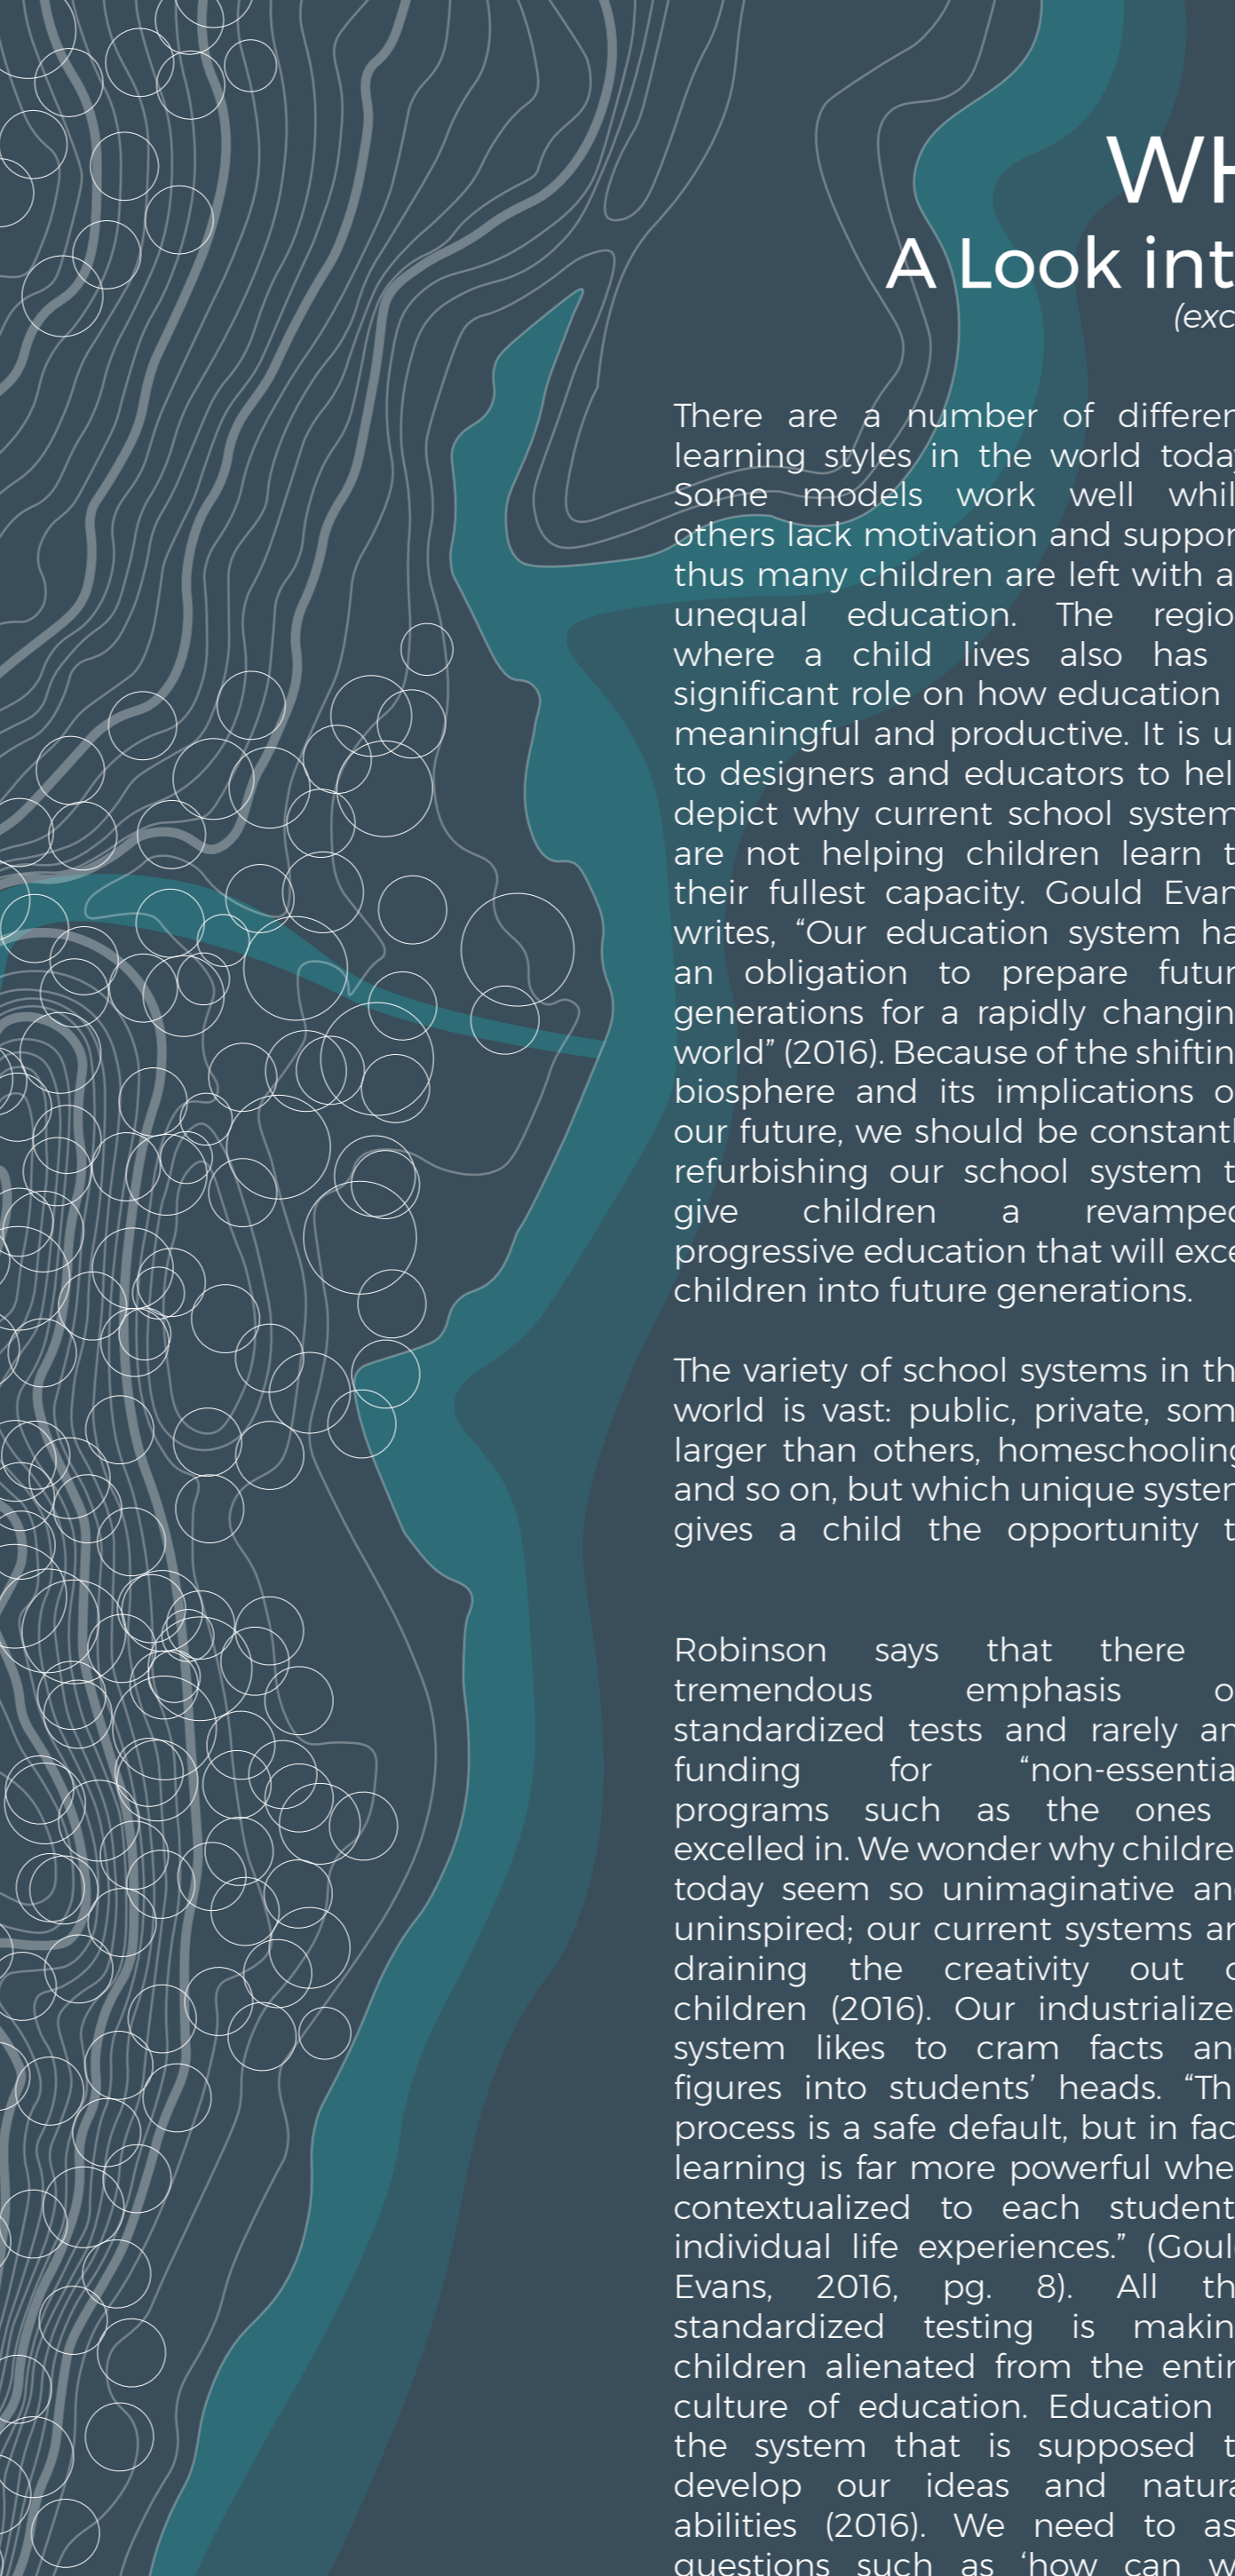 WH
A Look int
(exc
There are a number of differen
learning styles in the world today
Some models work well whil
others lack motivation and suppor
thus many children are left with a
unequal education. The regio
where a child lives also has
significant role on how education
meaningful and productive. It is u
to designers and educators to hel
depict why current school system
are not helping children learn t
their fullest capacity. Gould Evan
writes, “Our education system ha
an obligation to prepare futur
generations for a rapidly changin
world” (2016). Because of the shiftin
biosphere and its implications o
our future, we should be constantl
refurbishing our school system t
give children a revamped
progressive education that will exce
children into future generations.
The variety of school systems in th
world is vast: public, private, som
larger than others, homeschooling
and so on, but which unique system
gives a child the opportunity t
Robinson says that there
tremendous emphasis o
standardized tests and rarely an
funding for “non-essentia
programs such as the ones
excelled in. We wonder why childre
today seem so unimaginative an
uninspired; our current systems ar
draining the creativity out o
children (2016). Our industrialize
system likes to cram facts an
figures into students’ heads. “Th
process is a safe default, but in fac
learning is far more powerful whe
contextualized to each student
individual life experiences.” (Goul
Evans, 2016, pg. 8). All th
standardized testing is makin
children alienated from the entir
culture of education. Education
the system that is supposed t
develop our ideas and natura
abilities (2016). We need to as
questions such as ‘how can w